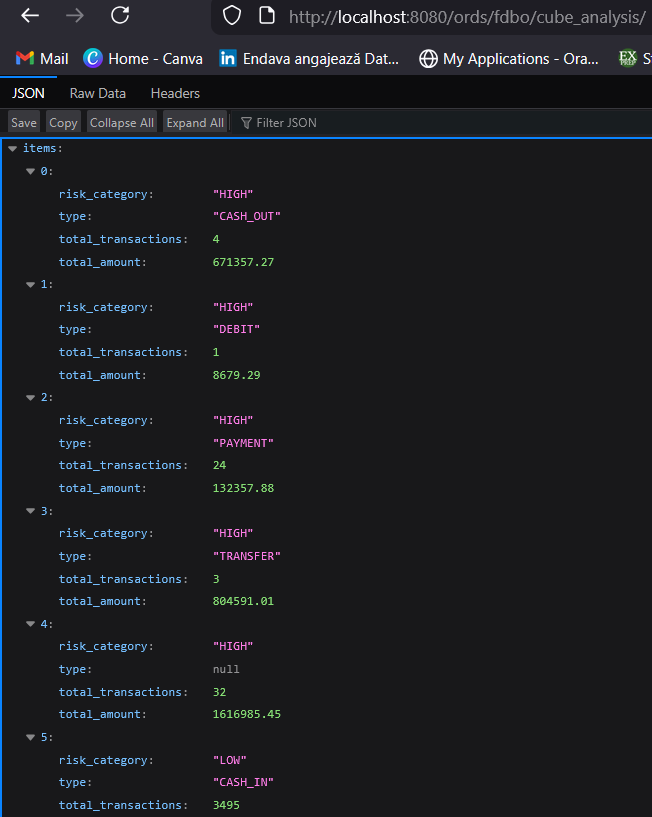 http://localhost:8080/ords/fdbo/cube_analysis/
Mail Home - Canva Endava angajează Dat... My Applications - Ora...
JSON Raw Data Headers
Save Copy Collapse All Expand All Filter JSON
items:
0:
risk_category: "HIGH"
type: "CASH_OUT"
total_transactions: 4
total_amount: 671357.27
1:
risk_category: "HIGH"
type: "DEBIT"
total_transactions: 1
total_amount: 8679.29
2:
risk_category: "HIGH"
type: "PAYMENT"
total_transactions: 24
total_amount: 132357.88
3:
risk_category: "HIGH"
type: "TRANSFER"
total_transactions: 3
total_amount: 804591.01
4:
risk_category: "HIGH"
type: null
total_transactions: 32
total_amount: 1616985.45
5:
risk_category: "LOW"
type: "CASH_IN"
total_transactions: 3495